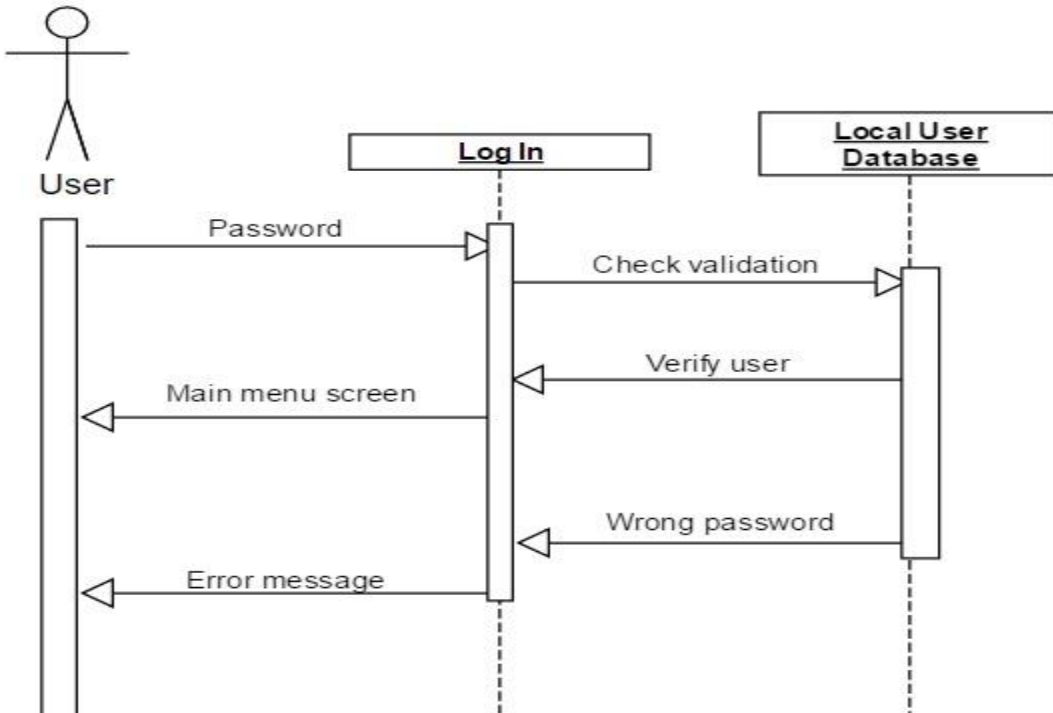 User
Log In
Local User
Database
Password
Check validation
Verify user
Main menu screen
Wrong password
Error message